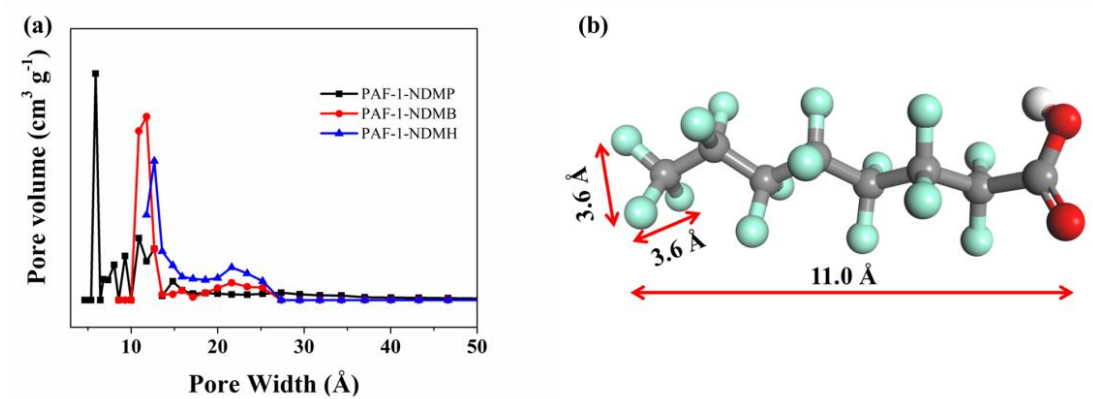 (a)
Pore volume (cm³ g⁻¹)
PAF-1-NDMP
PAF-1-NDMB
PAF-1-NDMH
10
20
30
40
50
Pore Width (Å)
(b)
3.6 Å
3.6 Å
11.0 Å